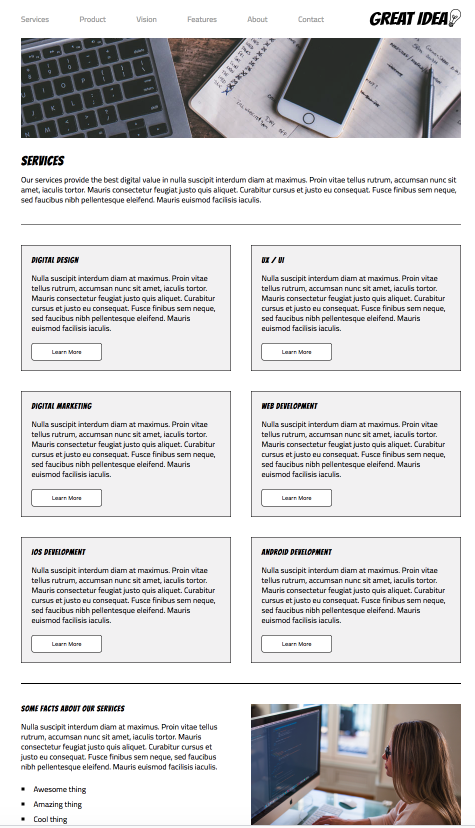 Services Product Vision Features About Contact GREAT IDEA
SERVICES
Our services provide the best digital value in nulla suscipit interdum diam at maximus. Proin vitae tellus rutrum, accumsan nunc sit
amet, iaculis tortor. Mauris consectetur feugiat justo quis aliquet. Curabitur cursus et justo eu consequat. Fusce finibus sem neque,
sed faucibus nibh pellentesque eleifend. Mauris euismod facilisis iaculis.
DIGITAL DESIGN
Nulla suscipit interdum diam at maximus. Proin vitae
tellus rutrum, accumsan nunc sit amet, iaculis tortor.
Mauris consectetur feugiat justo quis aliquet. Curabitur
cursus et justo eu consequat. Fusce finibus sem neque,
sed faucibus nibh pellentesque eleifend. Mauris
euismod facilisis iaculis.
Learn More
UX / UI
Nulla suscipit interdum diam at maximus. Proin vitae
tellus rutrum, accumsan nunc sit amet, iaculis tortor.
Mauris consectetur feugiat justo quis aliquet. Curabitur
cursus et justo eu consequat. Fusce finibus sem neque,
sed faucibus nibh pellentesque eleifend. Mauris
euismod facilisis iaculis.
Learn More
DIGITAL MARKETING
Nulla suscipit interdum diam at maximus. Proin vitae
tellus rutrum, accumsan nunc sit amet, iaculis tortor.
Mauris consectetur feugiat justo quis aliquet. Curabitur
cursus et justo eu consequat. Fusce finibus sem neque,
sed faucibus nibh pellentesque eleifend. Mauris
euismod facilisis iaculis.
Learn More
WEB DEVELOPMENT
Nulla suscipit interdum diam at maximus. Proin vitae
tellus rutrum, accumsan nunc sit amet, iaculis tortor.
Mauris consectetur feugiat justo quis aliquet. Curabitur
cursus et justo eu consequat. Fusce finibus sem neque,
sed faucibus nibh pellentesque eleifend. Mauris
euismod facilisis iaculis.
Learn More
IOS DEVELOPMENT
Nulla suscipit interdum diam at maximus. Proin vitae
tellus rutrum, accumsan nunc sit amet, iaculis tortor.
Mauris consectetur feugiat justo quis aliquet. Curabitur
cursus et justo eu consequat. Fusce finibus sem neque,
sed faucibus nibh pellentesque eleifend. Mauris
euismod facilisis iaculis.
Learn More
ANDROID DEVELOPMENT
Nulla suscipit interdum diam at maximus. Proin vitae
tellus rutrum, accumsan nunc sit amet, iaculis tortor.
Mauris consectetur feugiat justo quis aliquet. Curabitur
cursus et justo eu consequat. Fusce finibus sem neque,
sed faucibus nibh pellentesque eleifend. Mauris
euismod facilisis iaculis.
Learn More
SOME FACTS ABOUT OUR SERVICES
Nulla suscipit interdum diam at maximus. Proin vitae tellus
rutrum, accumsan nunc sit amet, iaculis tortor. Mauris
consectetur feugiat justo quis aliquet. Curabitur cursus et
justo eu consequat. Fusce finibus sem neque, sed faucibus
nibh pellentesque eleifend. Mauris euismod facilisis iaculis.
Awesome thing
Amazing thing
Cool thing